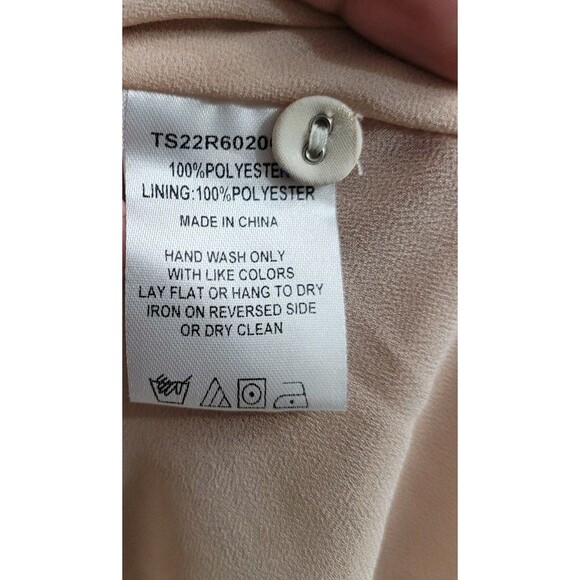 100%POLYESTER
LINING:100%POLYESTER
MADE IN CHINA
HAND WASH ONLY
WITH LIKE COLORS
LAY FLAT OR HANG TO DRY
IRON ON REVERSED SIDE
OR DRY CLEAN